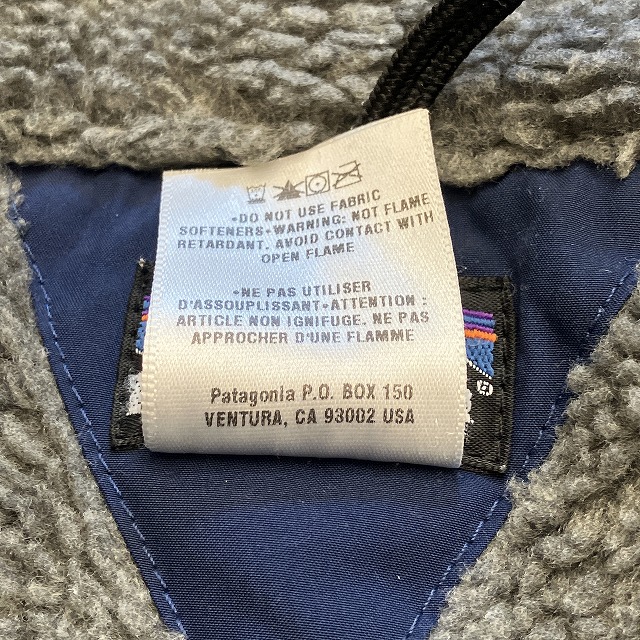 •DO NOT USE FABRIC
SOFTENERS•WARNING: NOT FLAME
RETARDANT. AVOID CONTACT WITH
OPEN FLAME
•NE PAS UTILISER
D'ASSOUPLISSANT•ATTENTION :
ARTICLE NON IGNIFUGE. NE PAS
APPROCHER D'UNE FLAMME
Patagonia P.O. BOX 150
VENTURA, CA 93002 USA